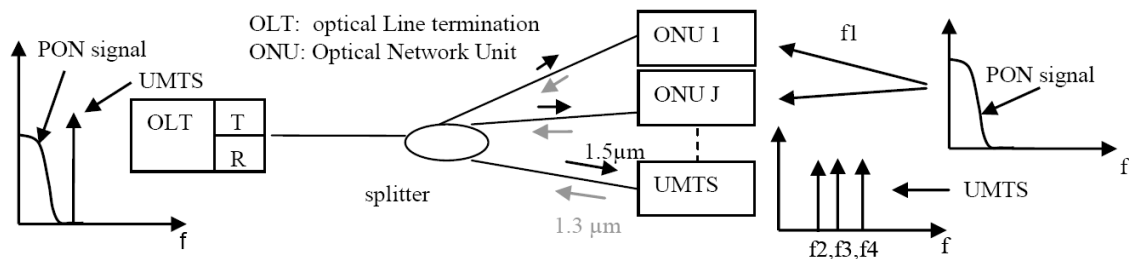 OLT: optical Line termination
ONU: Optical Network Unit
PON signal
UMTS
OLT
T
R
f
splitter
1.5µm
1.3 µm
ONU 1
ONU J
UMTS
f1
PON signal
f
UMTS
f2,f3,f4
f